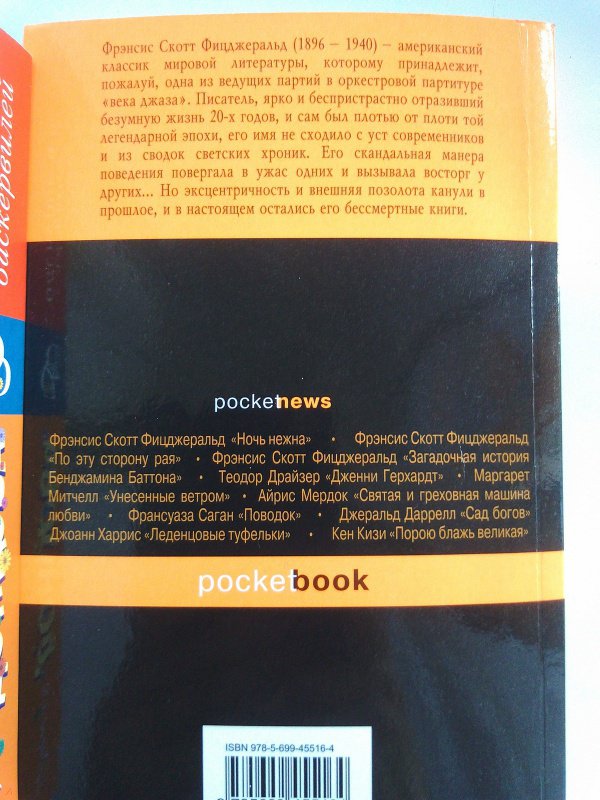 Фрэнсис Скотт Фицджеральд (1896 – 1940) – американский
классик мировой литературы, которому принадлежит,
пожалуй, одна из ведущих партий в оркестровой партитуре
«века джаза». Писатель, ярко и беспристрастно отразивший
безумную жизнь 20-х годов, и сам был плотью от плоти той
легендарной эпохи, его имя не сходило с уст современников
и из сводок светских хроник. Его скандальная манера
поведения повергала в ужас одних и вызывала восторг у
других... Но эксцентричность и внешняя позолота канули в
прошлое, и в настоящем остались его бессмертные книги.
pocketnews
Фрэнсис Скотт Фицджеральд «Ночь нежна» • Фрэнсис Скотт Фицджеральд
«По эту сторону рая» • Фрэнсис Скотт Фицджеральд «Загадочная история
Бенджамина Баттона» • Теодор Драйзер «Дженни Герхардт» • Маргарет
Митчелл «Унесенные ветром» • Айрис Мердок «Святая и греховная машина
любви» • Франсуаза Саган «Поводок» • Джеральд Даррелл «Сад богов»
Джоанн Харрис «Леденцовые туфельки» • Кен Кизи «Порою блажь великая»
pocketbook
ISBN 978-5-699-45516-4
баскервилей